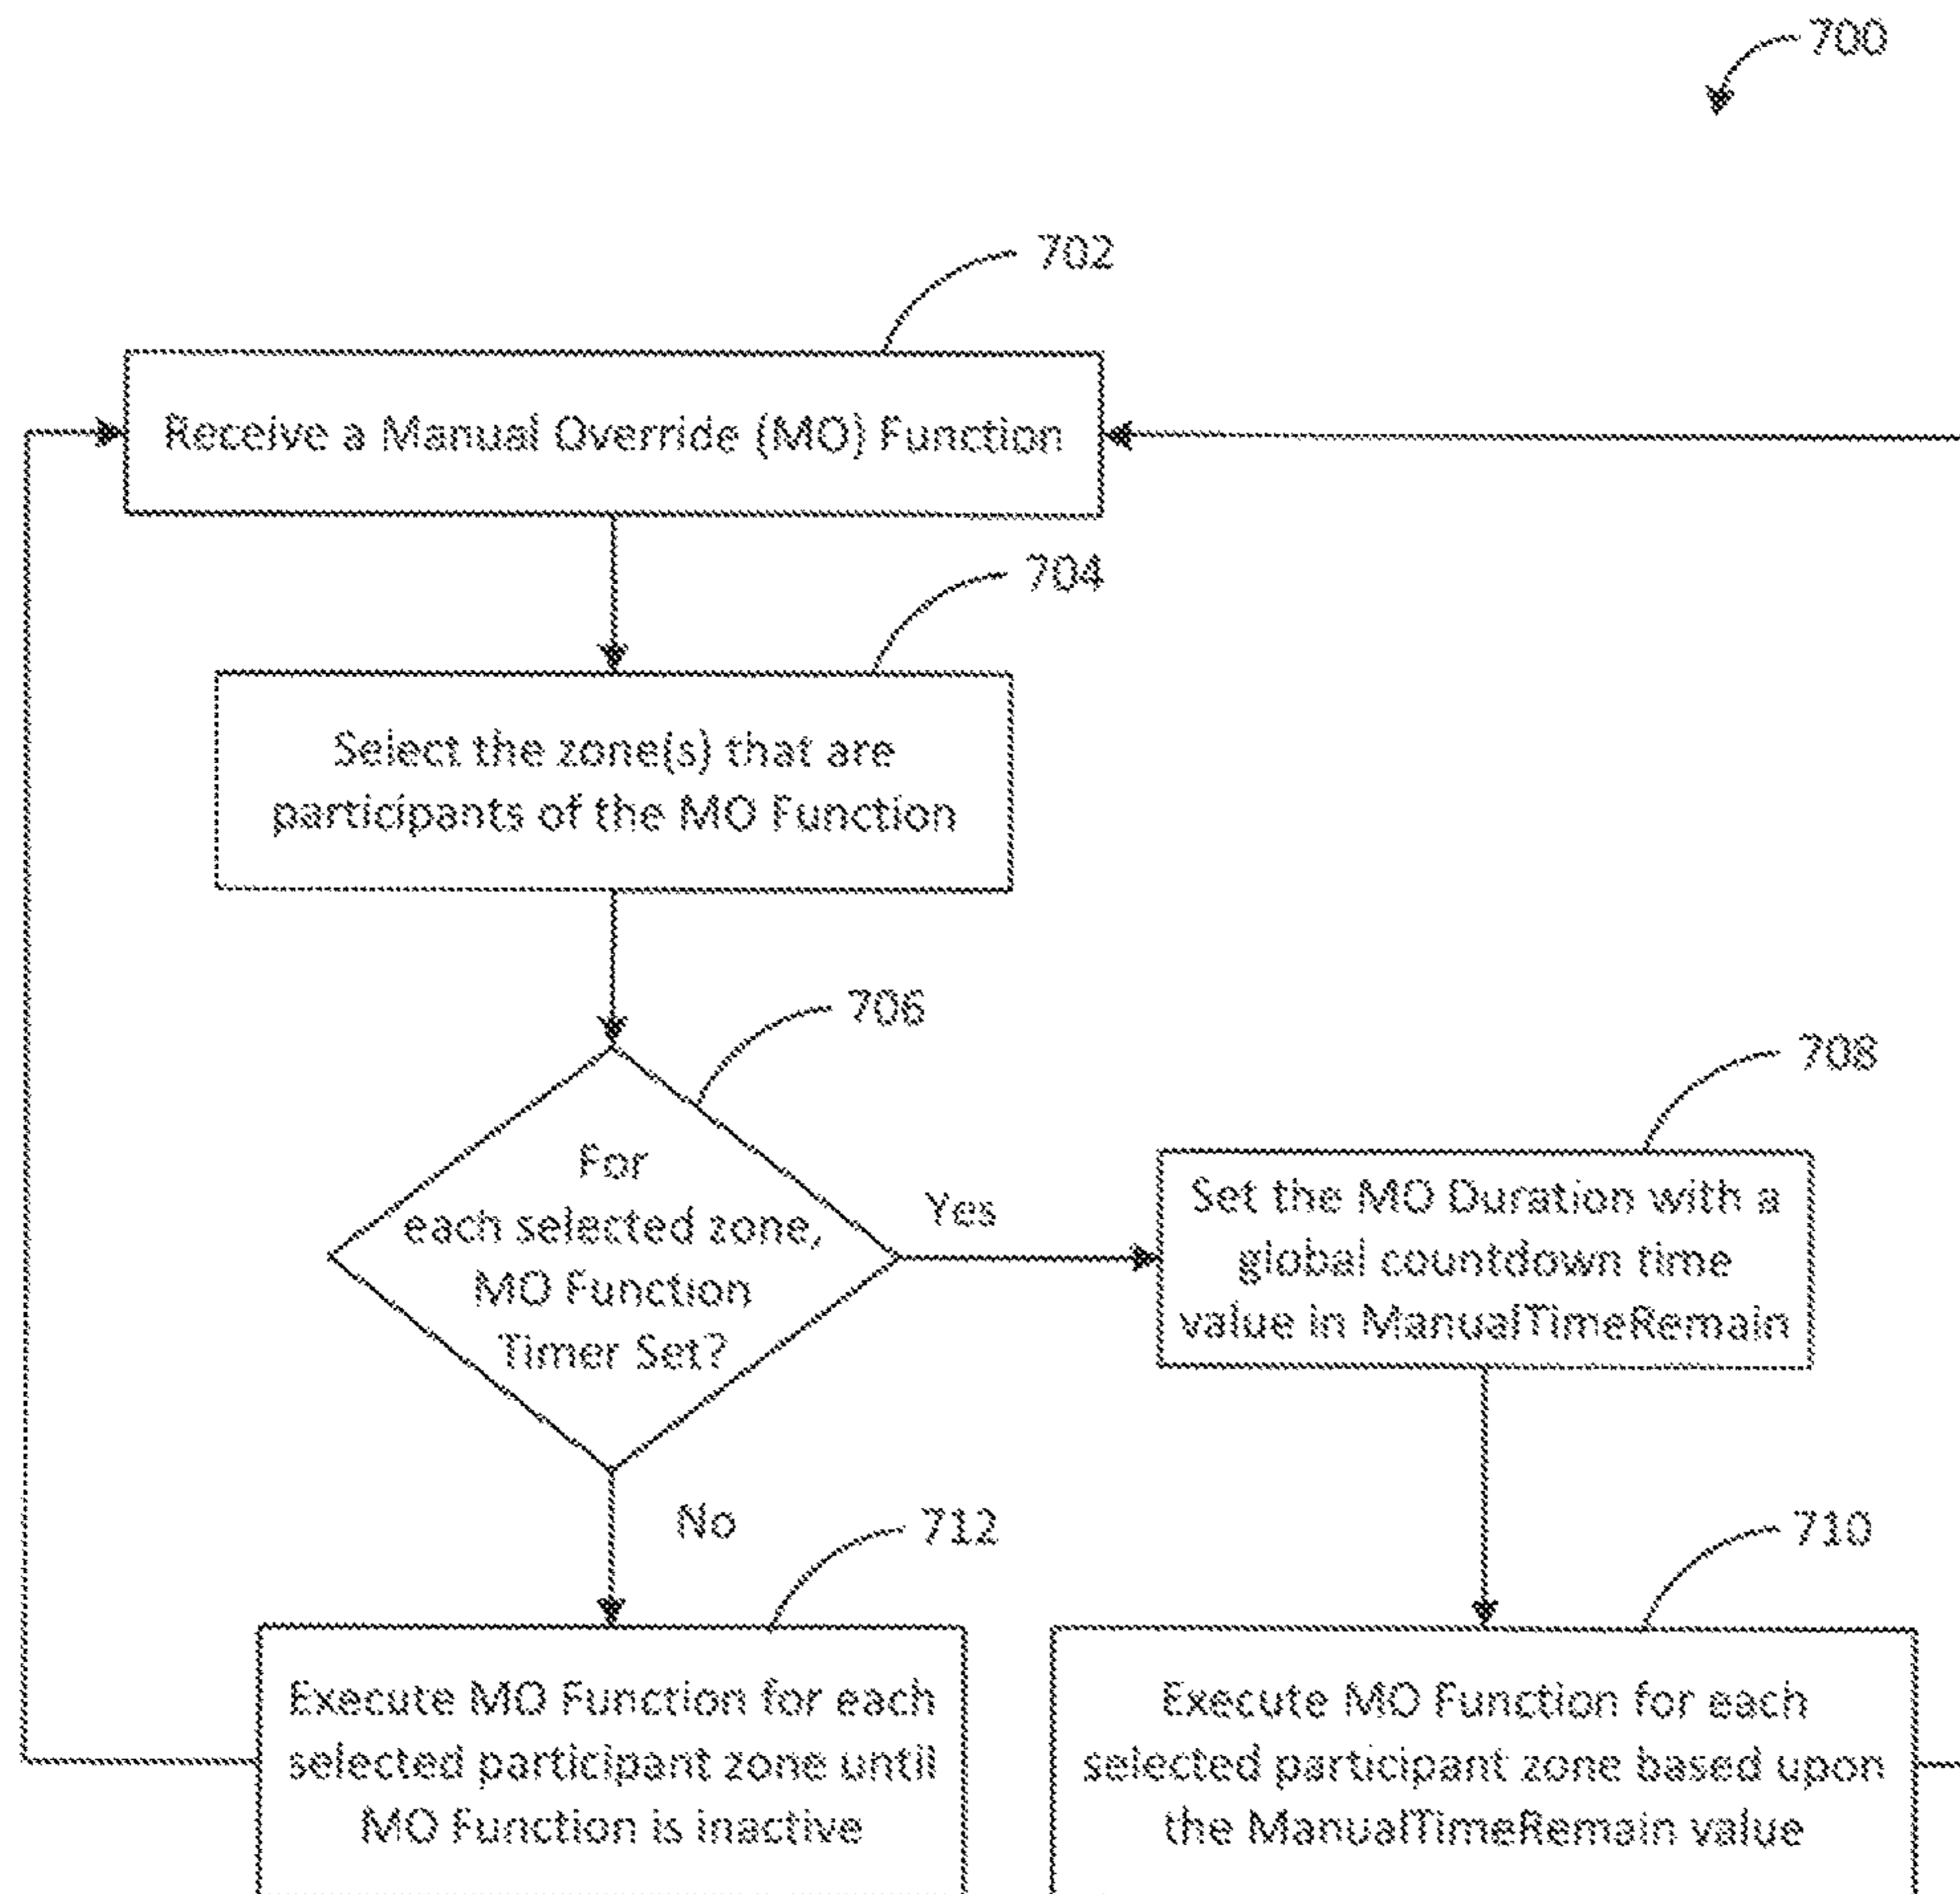 700
702
Receive a Manual Override (MO) Function
704
Select the zone(s) that are
participants of the MO Function
706
For
each selected zone,
MO Function
Timer Set?
Yes
708
Set the MO Duration with a
global countdown time
value in ManualTimeRemain
No
712
Execute MO Function for each
selected participant zone until
MO Function is inactive
710
Execute MO Function for each
selected participant zone based upon
the ManualTimeRemain value